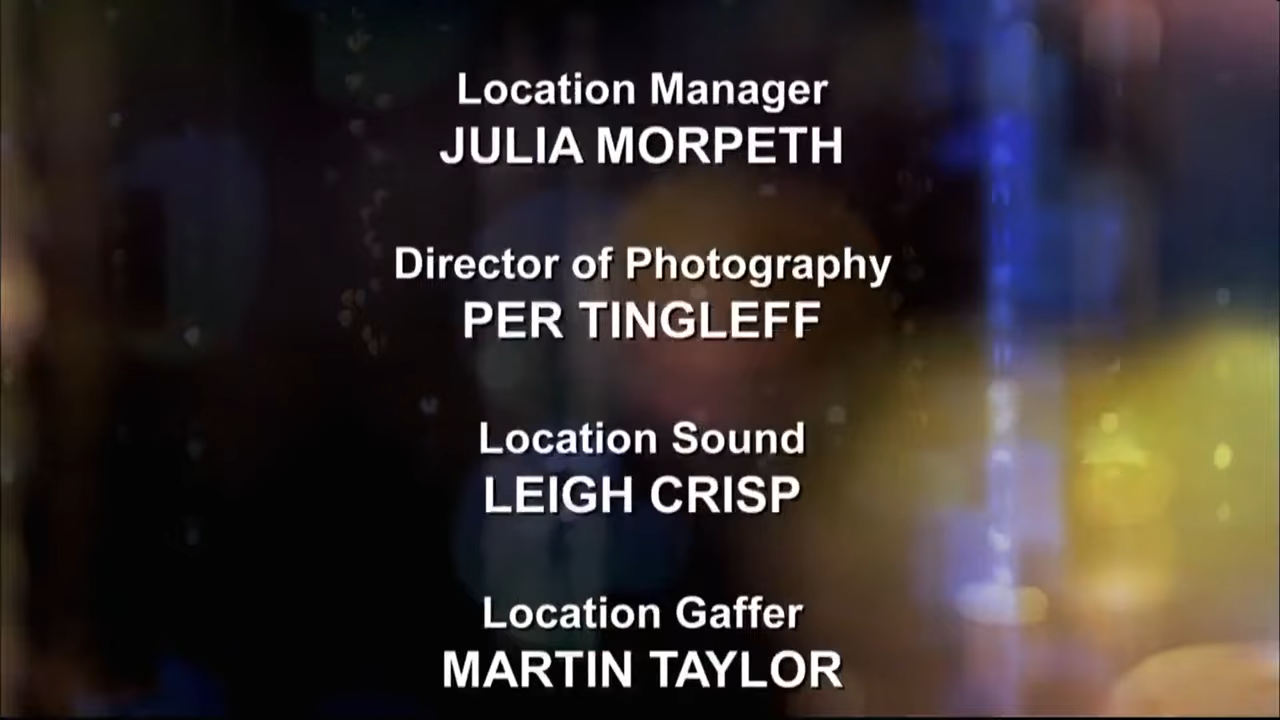 Location Manager
JULIA MORPETH
Director of Photography
PER TINGLEFF
Location Sound
LEIGH CRISP
Location Gaffer
MARTIN TAYLOR